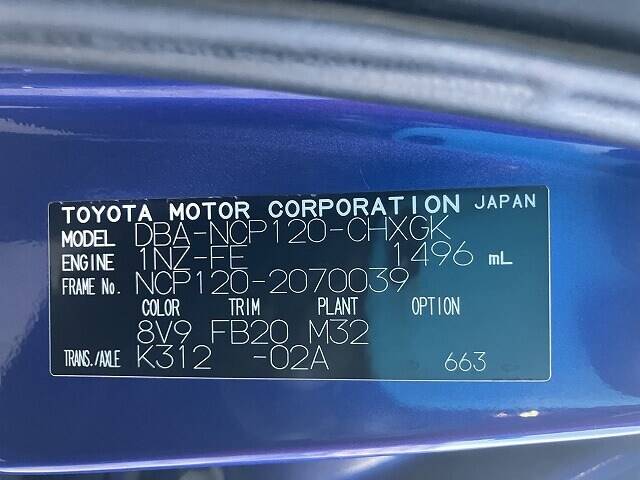 TOYOTA MOTOR CORPORATION JAPAN
MODEL DBA-NCP120-CHXGK
ENGINE 1NZ-FE 1496 mL
FRAME No. NCP120-2070039
COLOR TRIM PLANT OPTION
8V9 FB20 M32
TRANS./AXLE K312 -02A 663